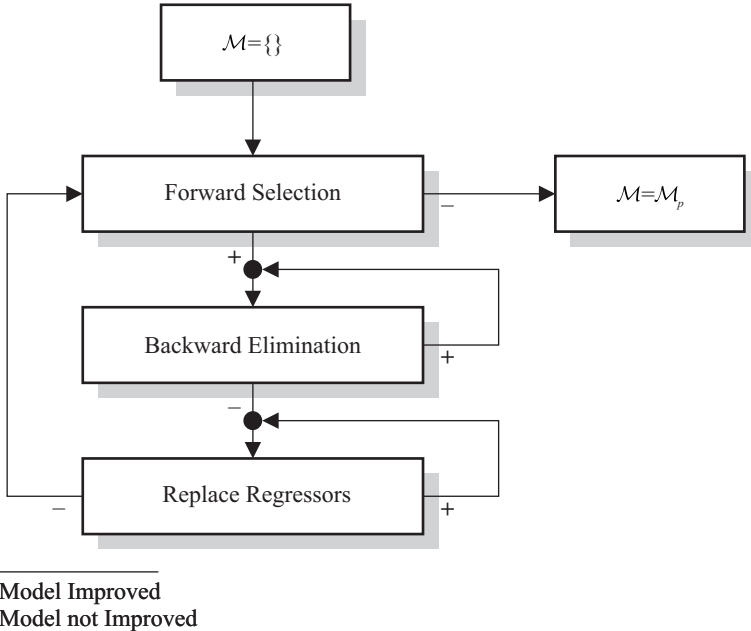 ℳ={}
Forward Selection
−
ℳ=ℳₚ
+
Backward Elimination
+
−
Replace Regressors
−
+
Model Improved
Model not Improved